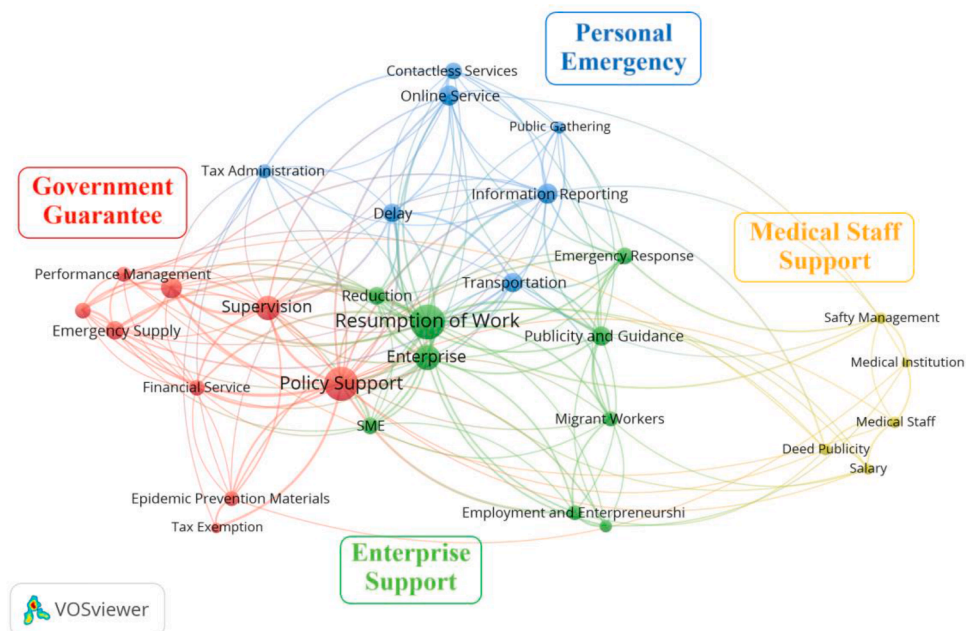 Personal
Emergency
Contactless Services
Online Service
Public Gathering
Tax Administration
Information Reporting
Government
Guarantee
Delay
Medical Staff
Support
Emergency Response
Performance Management
Transportation
Reduction
Supervision
Resumption of Work
Safty Management
Emergency Supply
Publicity and Guidance
Enterprise
Medical Institution
Policy Support
Financial Service
Migrant Workers
Medical Staff
SME
Deed Publicity
Salary
Epidemic Prevention Materials
Employment and Enterpreneurshi
Tax Exemption
Enterprise
Support
VOSviewer